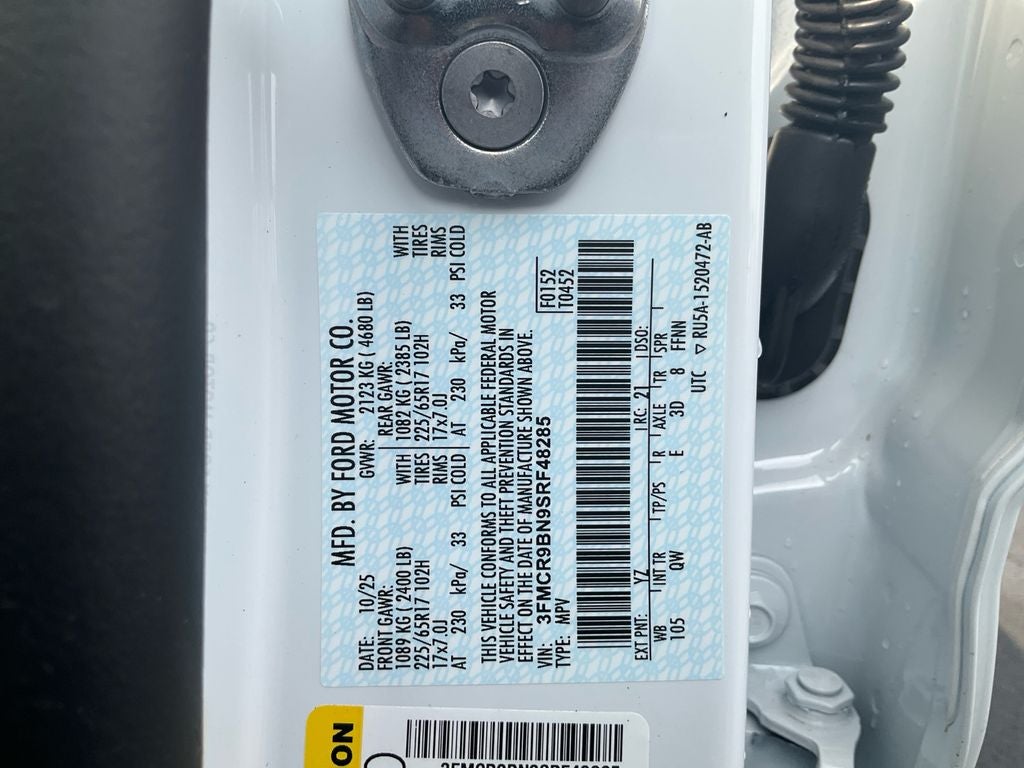 MFD. BY FORD MOTOR CO.
DATE: 10/25 GVWR: 2123 KG ( 4680 LB)
FRONT GAWR: REAR GAWR:
1089 KG (2400 LB) WITH 1082 KG ( 2385 LB) WITH
225/65R17 102H TIRES 225/65R17 102H TIRES
17x7.0J RIMS 17x7.0J RIMS
AT 230 kPa/ 33 PSI COLD AT 230 kPa/ 33 PSI COLD
THIS VEHICLE CONFORMS TO ALL APPLICABLE FEDERAL MOTOR
VEHICLE SAFETY AND THEFT PREVENTION STANDARDS IN
EFFECT ON THE DATE OF MANUFACTURE SHOWN ABOVE.
VIN: 3FMCR9BN9SRF48285 F0152
TYPE: MPV T0452
EXT PNT: YZ RC: 21 DSO:
WB INT TR TP/PS R AXLE TR SPR
105 QW E 3D 8 FFNN
UTC ▽ RU5A-1520472-AB
ON